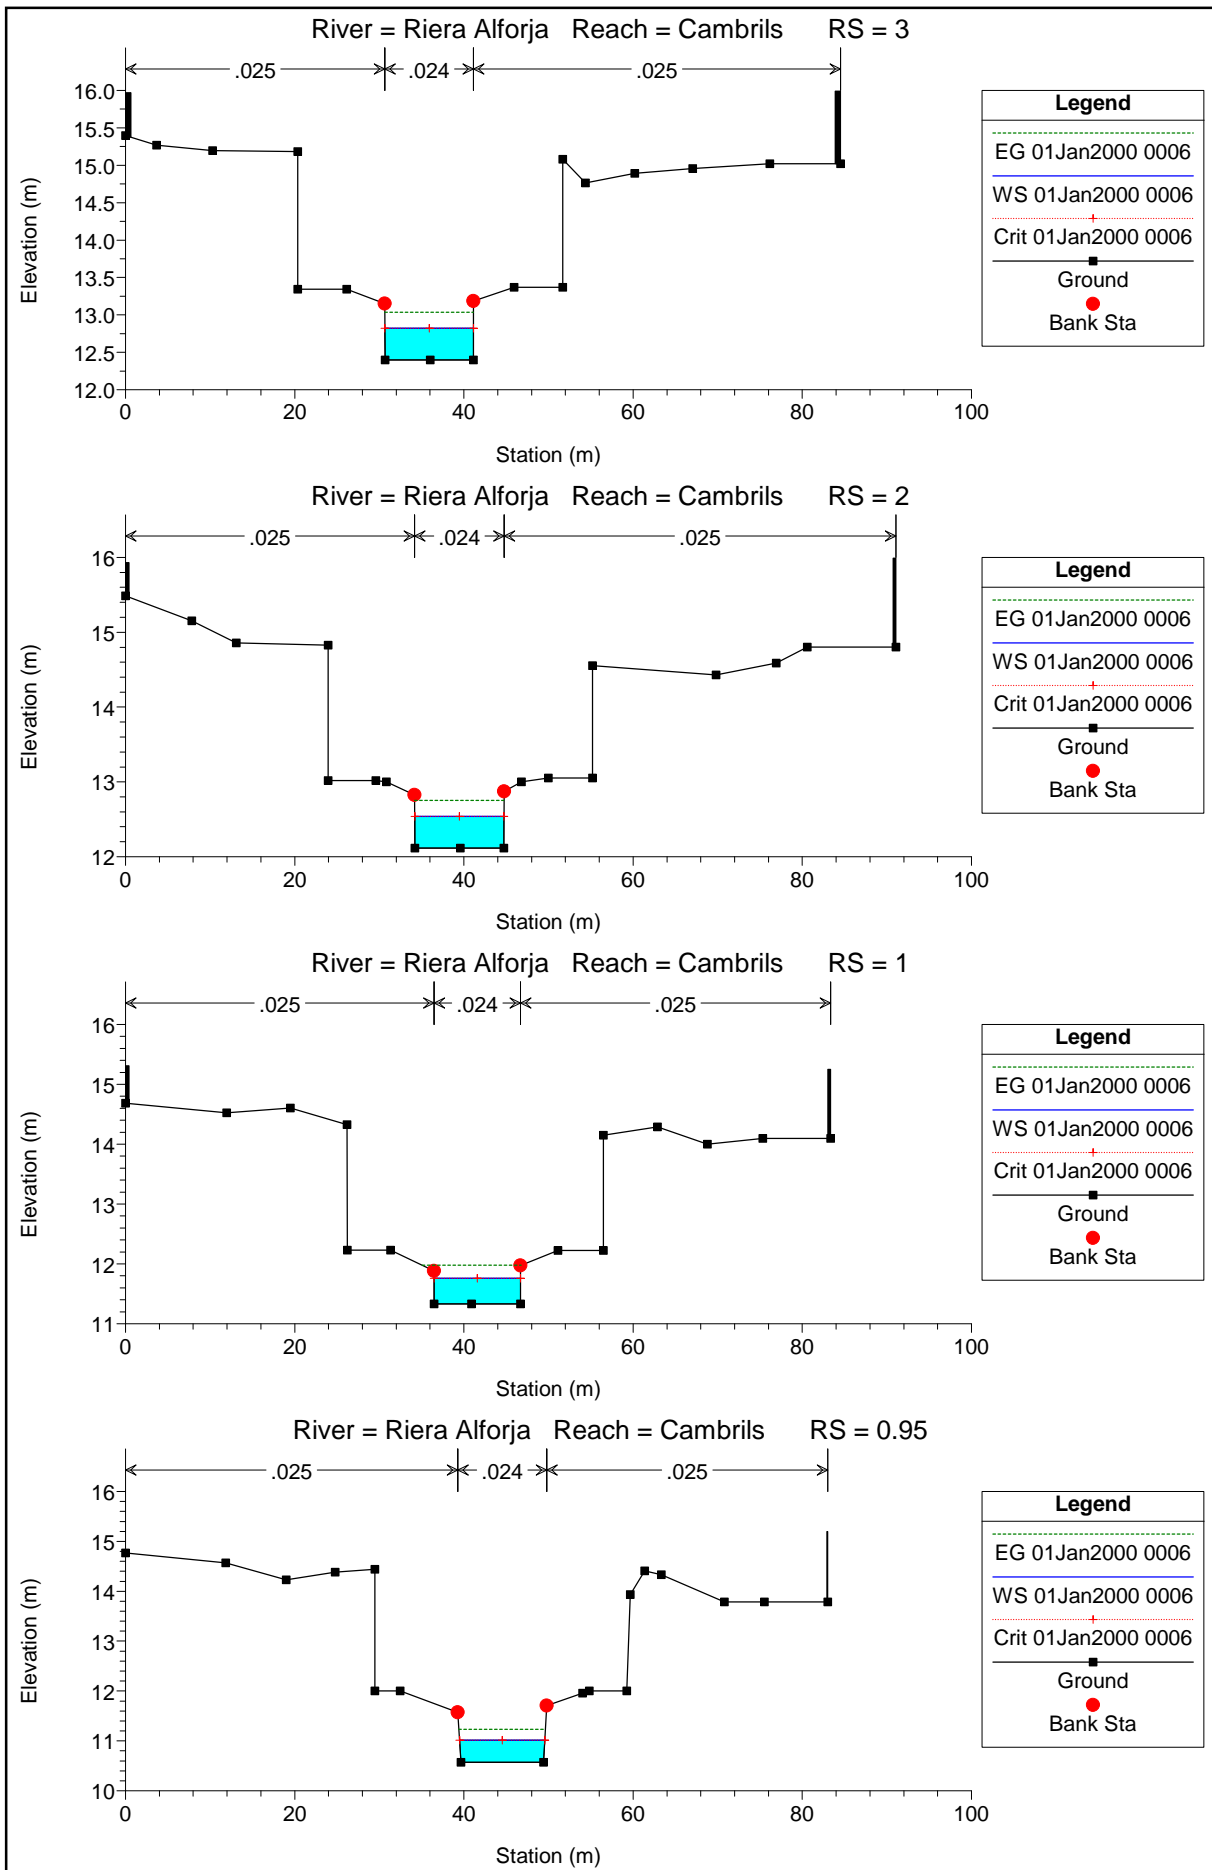 River = Riera Alforja Reach = Cambrils RS = 3
.025 .024 .025
16.0
15.5
15.0
14.5
14.0
13.5
13.0
12.5
12.0
Elevation (m)
0 20 40 60 80 100
Station (m)
Legend
EG 01Jan2000 0006
WS 01Jan2000 0006
Crit 01Jan2000 0006
Ground
Bank Sta
River = Riera Alforja Reach = Cambrils RS = 2
.025 .024 .025
16
15
14
13
12
Elevation (m)
0 20 40 60 80 100
Station (m)
Legend
EG 01Jan2000 0006
WS 01Jan2000 0006
Crit 01Jan2000 0006
Ground
Bank Sta
River = Riera Alforja Reach = Cambrils RS = 1
.025 .024 .025
16
15
14
13
12
11
Elevation (m)
0 20 40 60 80 100
Station (m)
Legend
EG 01Jan2000 0006
WS 01Jan2000 0006
Crit 01Jan2000 0006
Ground
Bank Sta
River = Riera Alforja Reach = Cambrils RS = 0.95
.025 .024 .025
16
15
14
13
12
11
10
Elevation (m)
0 20 40 60 80 100
Station (m)
Legend
EG 01Jan2000 0006
WS 01Jan2000 0006
Crit 01Jan2000 0006
Ground
Bank Sta